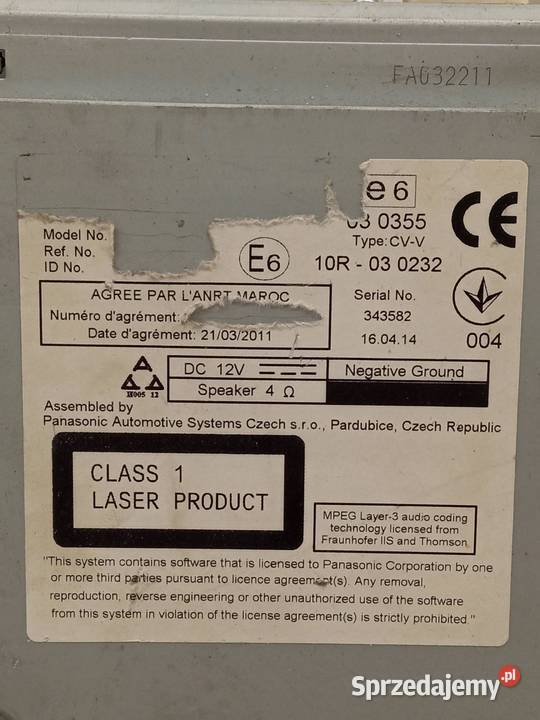 FA032211
e6
03 0355
CE
Model No.
Type: CV-V
Ref. No.
E6
ID No.
10R - 03 0232
AGREE PAR L'ANRT MAROC
Serial No.
Numéro d'agrément:
343582
Date d'agrément: 21/03/2011
16.04.14
004
DC 12V
Negative Ground
Speaker 4 Ω
Assembled by
Panasonic Automotive Systems Czech s.r.o., Pardubice, Czech Republic
CLASS 1
LASER PRODUCT
MPEG Layer-3 audio coding
technology licensed from
Fraunhofer IIS and Thomson.
"This system contains software that is licensed to Panasonic Corporation by one
or more third parties pursuant to licence agreement(s). Any removal,
reproduction, reverse engineering or other unauthorized use of the software
from this system in violation of the license agreement(s) is strictly prohibited."
Sprzedajemy.pl